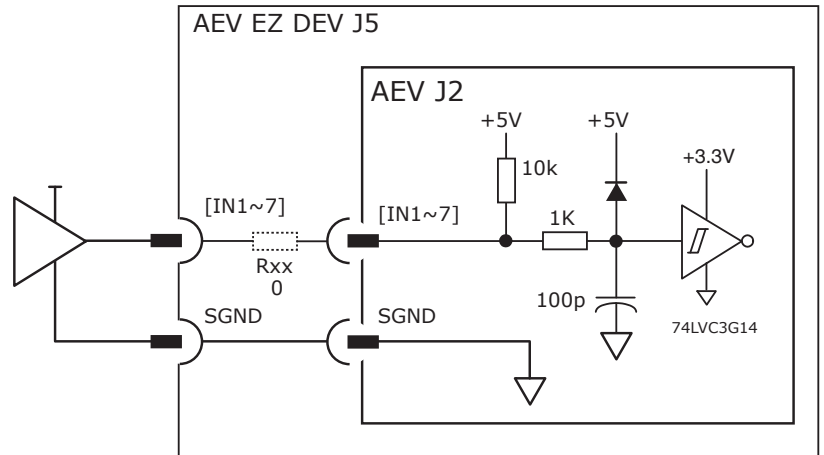 AEV EZ DEV J5
AEV J2
+5V
+5V
+3.3V
10k
[IN1~7]
[IN1~7]
1K
Rxx
0
100p
SGND
SGND
74LVC3G14